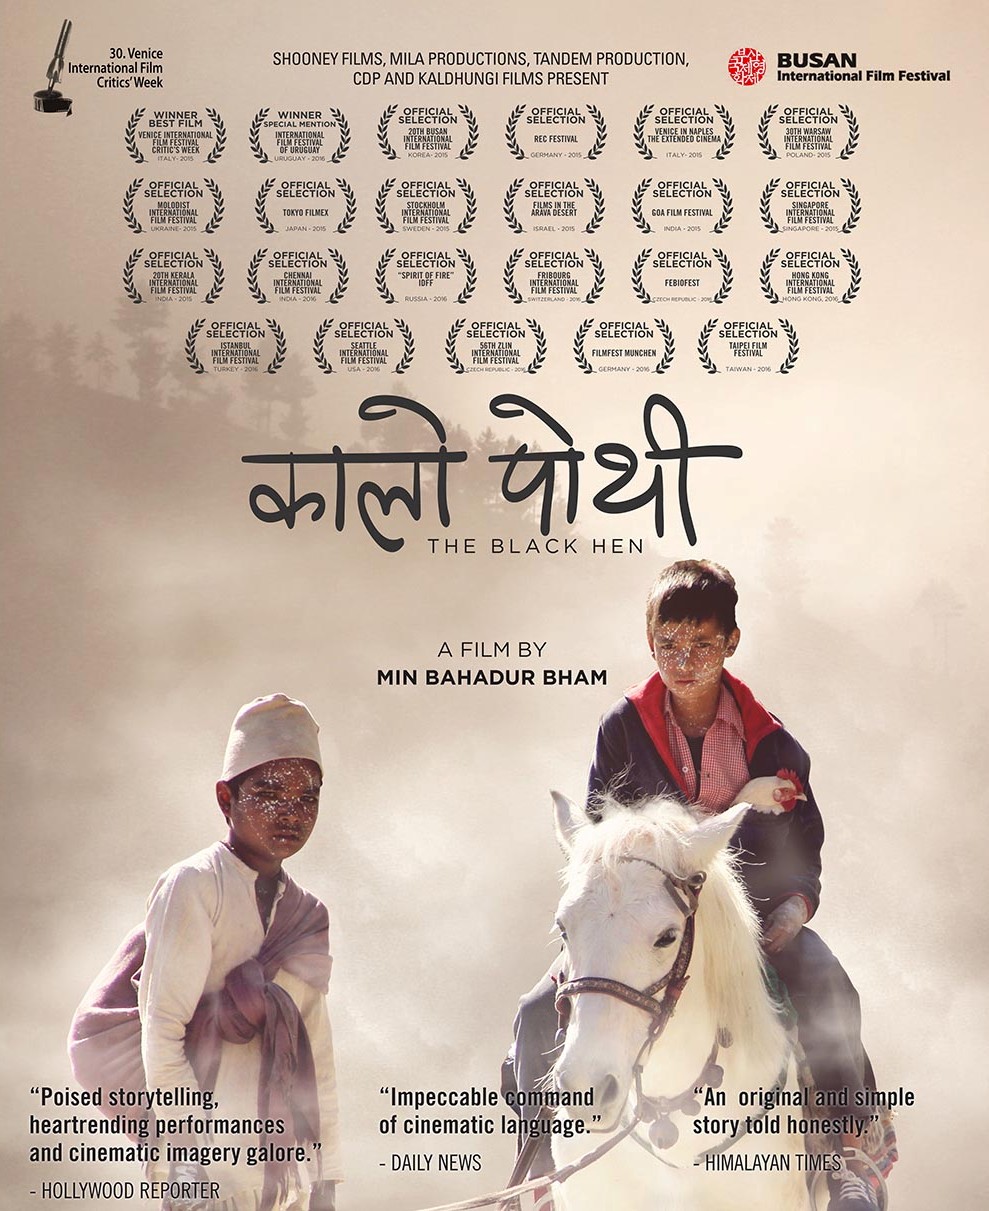 30. Venice
International Film
Critics' Week
SHOONEY FILMS, MILA PRODUCTIONS, TANDEM PRODUCTION,
CDP AND KALDHUNGI FILMS PRESENT
BUSAN
International Film Festival
WINNER
BEST FILM
VENICE INTERNATIONAL
FILM FESTIVAL
CRITIC'S WEEK
ITALY- 2015
WINNER
SPECIAL MENTION
INTERNATIONAL
FILM FESTIVAL
OF URUGUAY
URUGUAY - 2016
OFFICIAL
SELECTION
20TH BUSAN
INTERNATIONAL
FILM FESTIVAL
KOREA- 2015
OFFICIAL
SELECTION
REC FESTIVAL
GERMANY - 2015
OFFICIAL
SELECTION
VENICE IN NAPLES
THE EXTENDED CINEMA
ITALY- 2015
OFFICIAL
SELECTION
30TH WARSAW
INTERNATIONAL
FILM FESTIVAL
POLAND- 2015
OFFICIAL
SELECTION
MOLODIST
INTERNATIONAL
FILM FESTIVAL
UKRAINE- 2015
OFFICIAL
SELECTION
TOKYO FILMEX
JAPAN - 2015
OFFICIAL
SELECTION
STOCKHOLM
INTERNATIONAL
FILM FESTIVAL
SWEDEN - 2015
OFFICIAL
SELECTION
FILMS IN THE
ARAVA DESERT
ISRAEL - 2015
OFFICIAL
SELECTION
GOA FILM FESTIVAL
INDIA - 2015
OFFICIAL
SELECTION
SINGAPORE
INTERNATIONAL
FILM FESTIVAL
SINGAPORE - 2015
OFFICIAL
SELECTION
20TH KERALA
INTERNATIONAL
FILM FESTIVAL
INDIA - 2015
OFFICIAL
SELECTION
CHENNAI
INTERNATIONAL
FILM FESTIVAL
INDIA - 2016
OFFICIAL
SELECTION
"SPIRIT OF FIRE"
IDFF
RUSSIA - 2016
OFFICIAL
SELECTION
FRIBOURG
INTERNATIONAL
FILM FESTIVAL
SWITZERLAND - 2016
OFFICIAL
SELECTION
FEBIOFEST
CZECH REPUBLIC - 2016
OFFICIAL
SELECTION
HONG KONG
INTERNATIONAL
FILM FESTIVAL
HONG KONG, 2016
OFFICIAL
SELECTION
ISTANBUL
INTERNATIONAL
FILM FESTIVAL
TURKEY - 2016
OFFICIAL
SELECTION
SEATTLE
INTERNATIONAL
FILM FESTIVAL
USA - 2016
OFFICIAL
SELECTION
56TH ZLIN
INTERNATIONAL
FILM FESTIVAL
CZECH REPUBLIC - 2016
OFFICIAL
SELECTION
FILMFEST MUNCHEN
GERMANY - 2016
OFFICIAL
SELECTION
TAIPEI FILM
FESTIVAL
TAIWAN - 2016
कालो पोथी
THE BLACK HEN
A FILM BY
MIN BAHADUR BHAM
"Poised storytelling,
heartrending performances
and cinematic imagery galore."
- HOLLYWOOD REPORTER
"Impeccable command
of cinematic language."
- DAILY NEWS
"An original and simple
story told honestly."
- HIMALAYAN TIMES